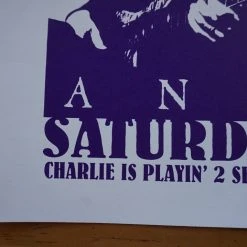 A N
SATURD
CHARLIE IS PLAYIN' 2 S